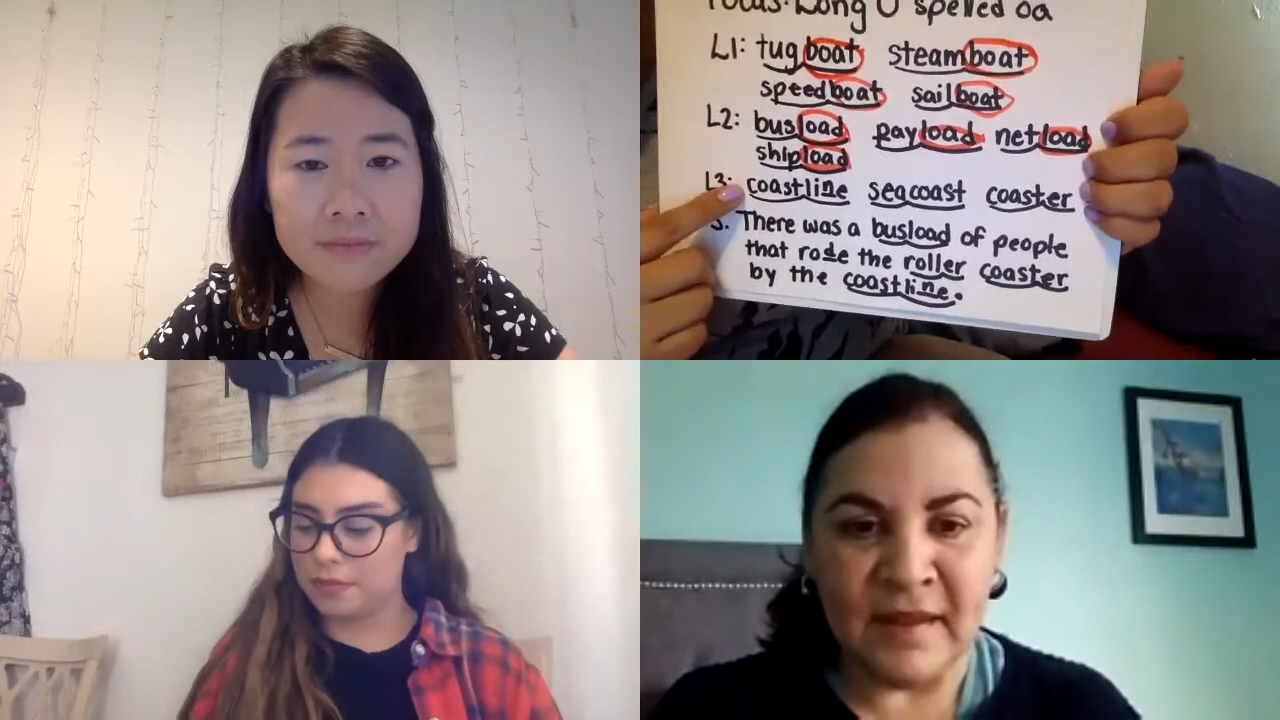 Focus: Long O spelled oa
L1: tugboat steamboat
speedboat sailboat
L2: busload payload netload
shipload
L3: coastline seacoast coaster
S: There was a busload of people
that rode the roller coaster
by the coastline.